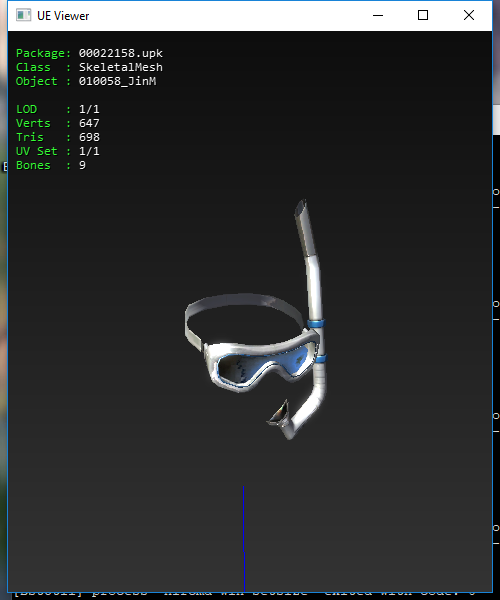 UE Viewer
Package: 00022158.upk
Class : SkeletalMesh
Object : 010058_JinM
LOD : 1/1
Verts : 647
Tris : 698
UV Set : 1/1
Bones : 9